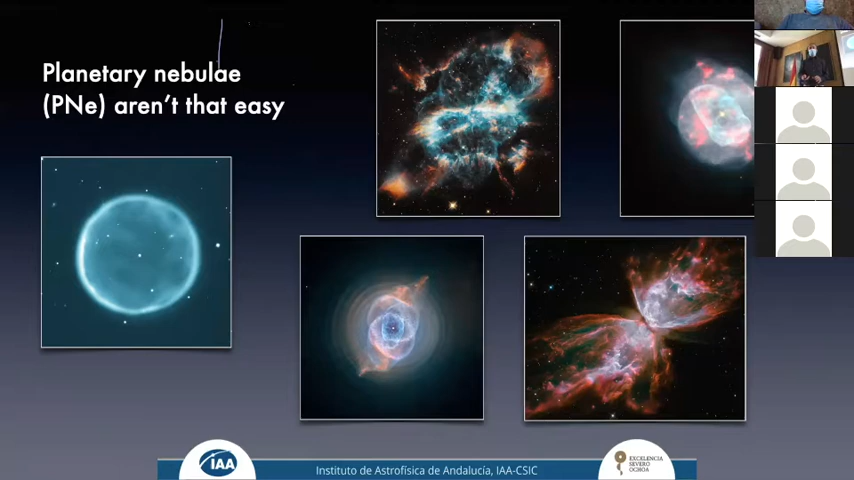 Planetary nebulae
(PNe) aren't that easy
IAA
Instituto de Astrofísica de Andalucía, IAA-CSIC
EXCELENCIA
SEVERO
OCHOA